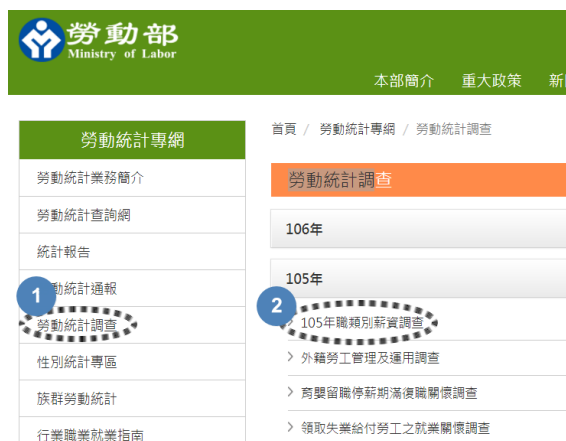 勞動部
Ministry of Labor
本部簡介 重大政策
勞動統計專網
勞動統計業務簡介
勞動統計查詢網
統計報告
動統計通報
勞動統計調查
性別統計專區
族群勞動統計
行業職業就業指南
首頁 / 勞動統計專網 / 勞動統計調查
勞動統計調查
106年
105年
105年職類別薪資調查
外籍勞工管理及運用調查
育嬰留職停薪期滿復職關懷調查
領取失業給付勞工之就業關懷調查
1
2